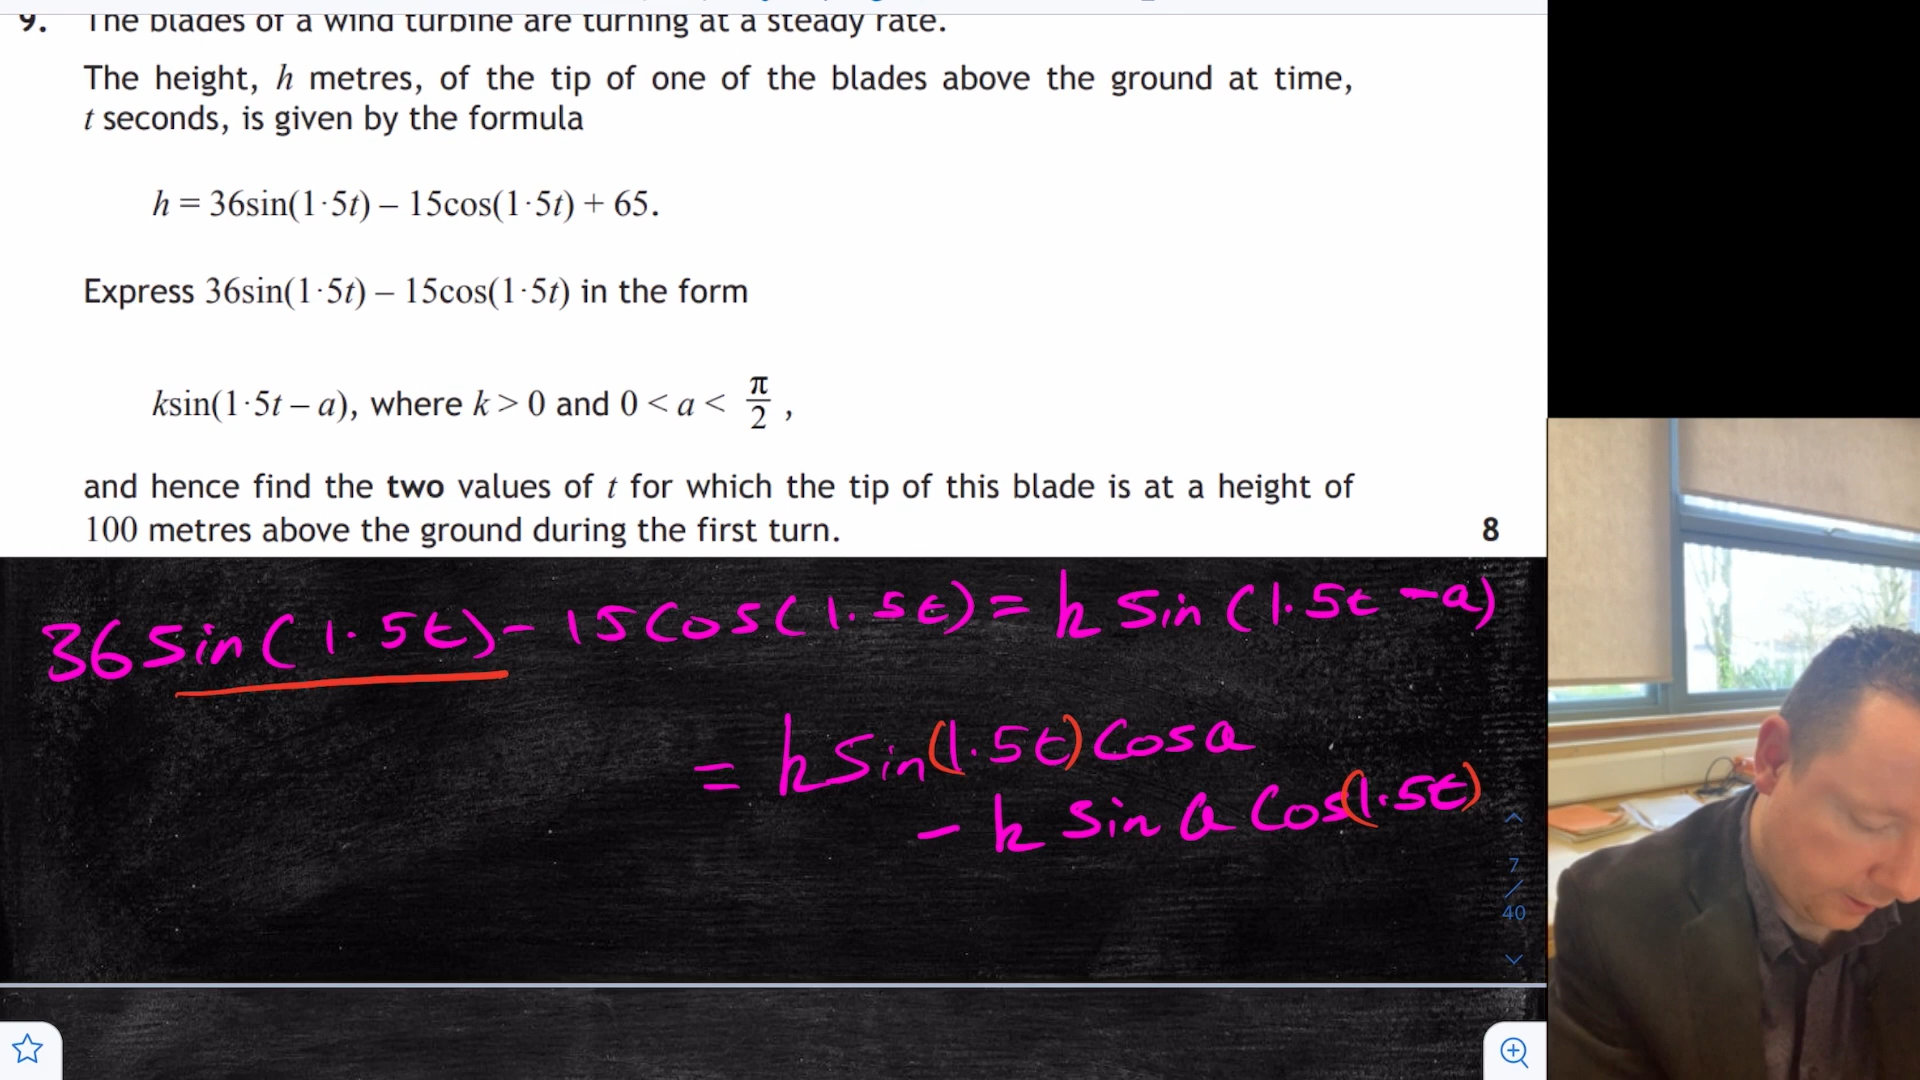 9. The blades of a wind turbine are turning at a steady rate.
The height, h metres, of the tip of one of the blades above the ground at time,
t seconds, is given by the formula
h = 36sin(1·5t) – 15cos(1·5t) + 65.
Express 36sin(1·5t) – 15cos(1·5t) in the form
ksin(1·5t – a), where k > 0 and 0 < a < π/2 ,
and hence find the two values of t for which the tip of this blade is at a height of
100 metres above the ground during the first turn. 8
36 sin(1.5t) - 15 cos(1.5t) = k sin(1.5t - a)
= k sin(1.5t) cos a
- k sin a cos(1.5t)
7
/
40